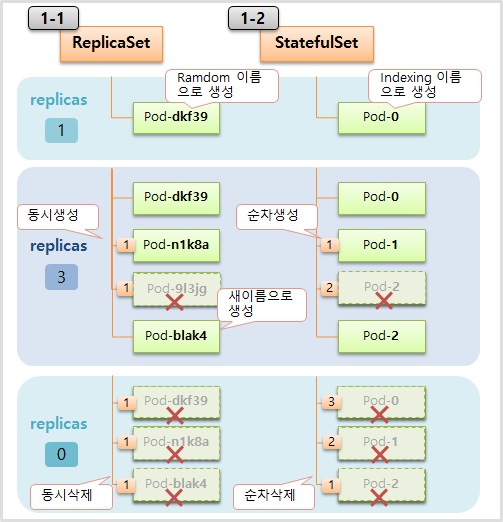 1-1
1-2
ReplicaSet
StatefulSet
Ramdom 이름
으로 생성
Indexing 이름
으로 생성
replicas
1
Pod-dkf39
Pod-0
Pod-dkf39
Pod-0
동시생성
순차생성
replicas
3
1
Pod-n1k8a
1
Pod-1
1
Pod-9l3jg
2
Pod-2
새이름으로
생성
Pod-blak4
Pod-2
replicas
0
1
Pod-dkf39
3
Pod-0
1
Pod-n1k8a
2
Pod-1
1
Pod-blak4
1
Pod-2
동시삭제
순차삭제